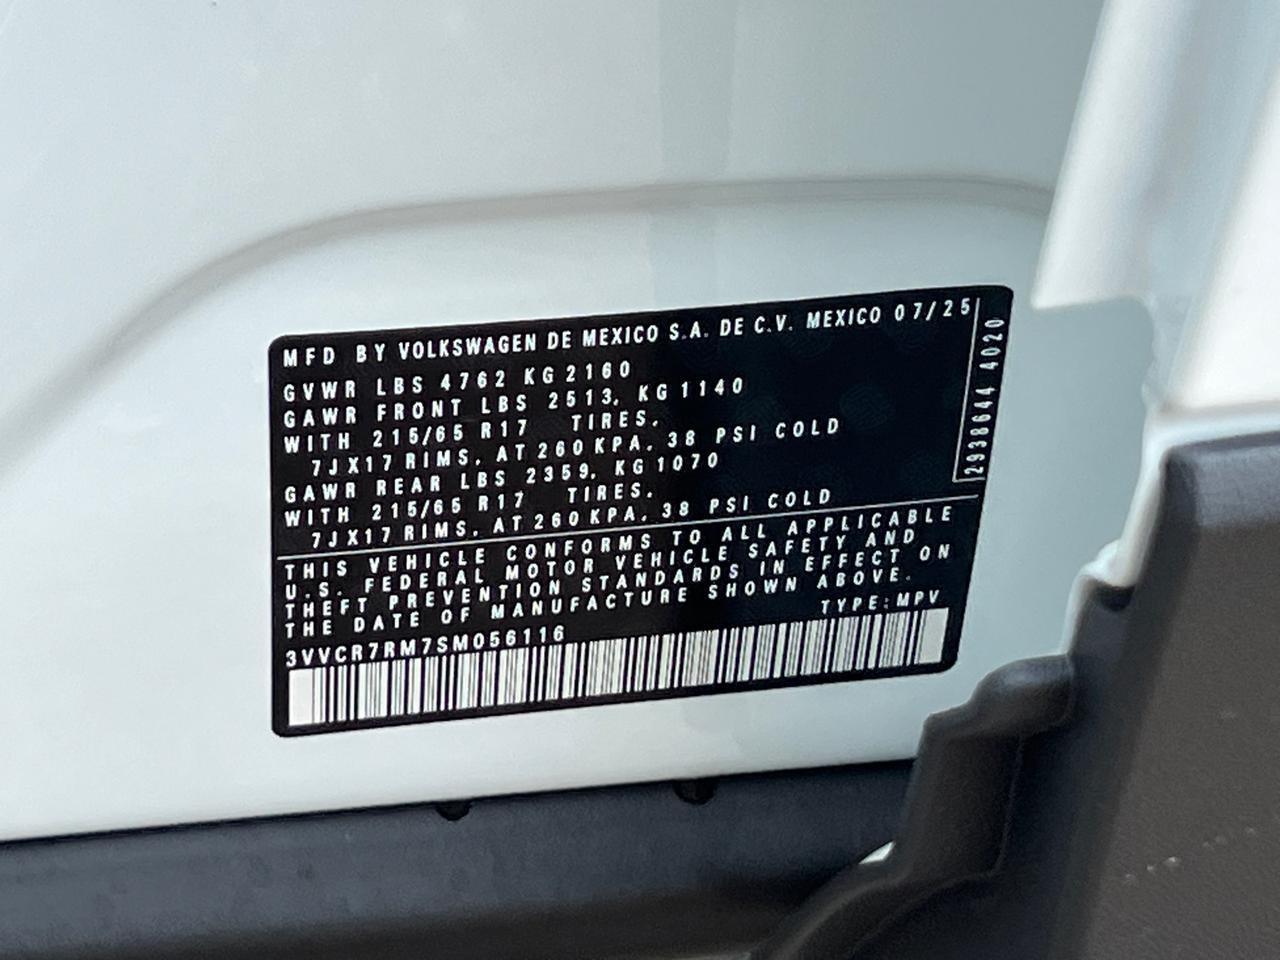 MFD BY VOLKSWAGEN DE MEXICO S.A. DE C.V. MEXICO 07/25
GVWR LBS 4762 KG 2160
GAWR FRONT LBS 2513, KG 1140
WITH 215/65 R17 TIRES,
7JX17 RIMS, AT 260 KPA, 38 PSI COLD
GAWR REAR LBS 2359, KG 1070
WITH 215/65 R17 TIRES,
7JX17 RIMS, AT 260 KPA, 38 PSI COLD
2938644 4020
THIS VEHICLE CONFORMS TO ALL APPLICABLE
U.S. FEDERAL MOTOR VEHICLE SAFETY AND
THEFT PREVENTION STANDARDS IN EFFECT ON
THE DATE OF MANUFACTURE SHOWN ABOVE.
TYPE: MPV
3VVCR7RM7SM056116